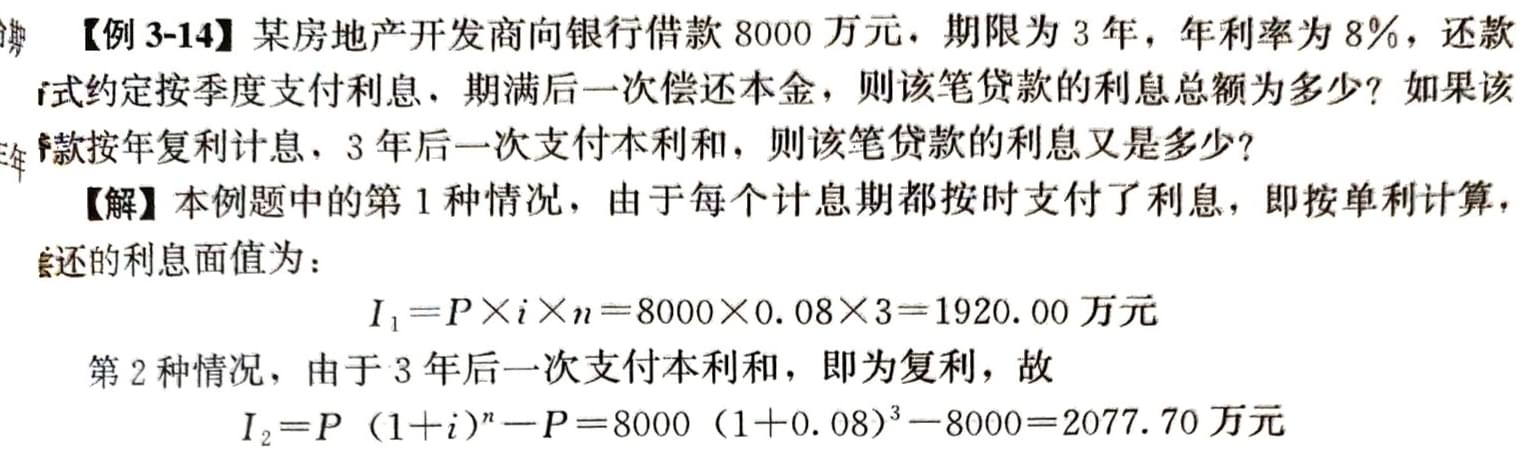 【例 3-14】某房地产开发商向银行借款 8000 万元，期限为 3 年，年利率为 8%，还款
式约定按季度支付利息，期满后一次偿还本金，则该笔贷款的利息总额为多少？如果该
款按年复利计息，3 年后一次支付本利和，则该笔贷款的利息又是多少？
【解】本例题中的第 1 种情况，由于每个计息期都按时支付了利息，即按单利计算，
还的利息面值为：
I₁=P×i×n=8000×0.08×3=1920.00 万元
第 2 种情况，由于 3 年后一次支付本利和，即为复利，故
I₂=P (1+i)ⁿ-P=8000 (1+0.08)³-8000=2077.70 万元